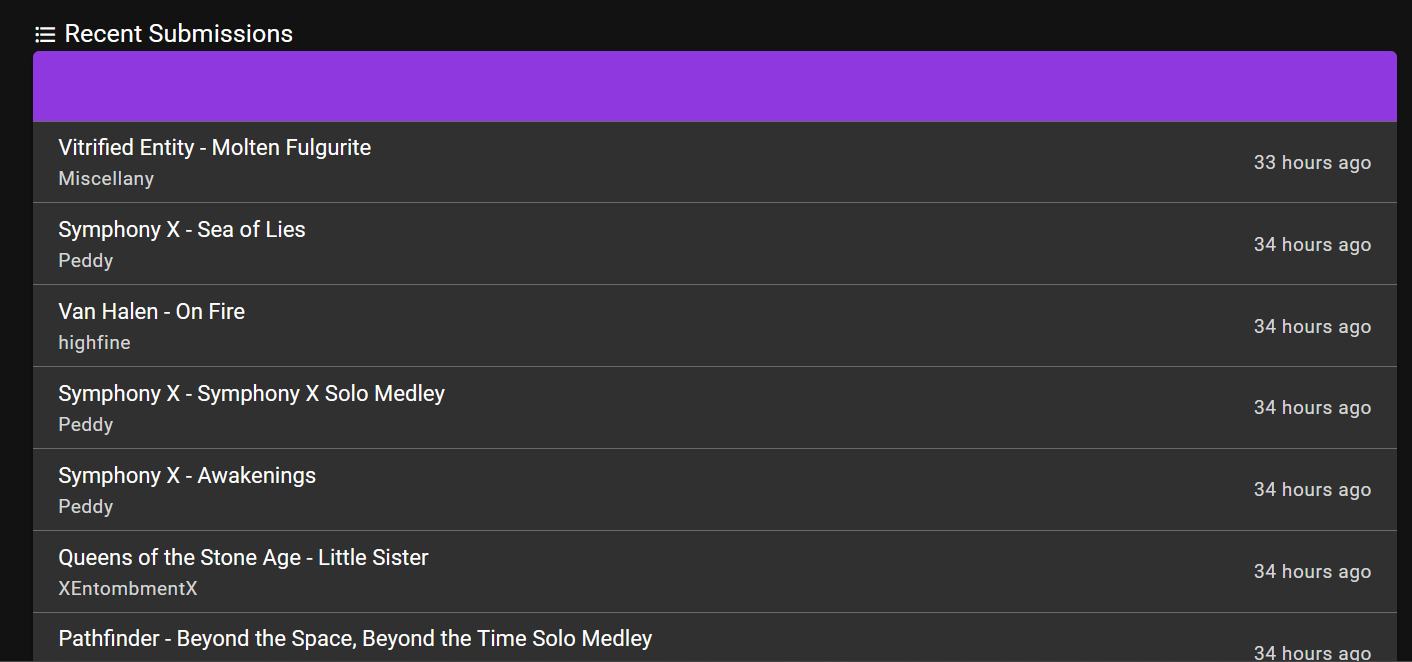 Recent Submissions
Vitrified Entity - Molten Fulgurite
Miscellany
33 hours ago
Symphony X - Sea of Lies
Peddy
34 hours ago
Van Halen - On Fire
highfine
34 hours ago
Symphony X - Symphony X Solo Medley
Peddy
34 hours ago
Symphony X - Awakenings
Peddy
34 hours ago
Queens of the Stone Age - Little Sister
XEntombmentX
34 hours ago
Pathfinder - Beyond the Space, Beyond the Time Solo Medley
34 hours ago